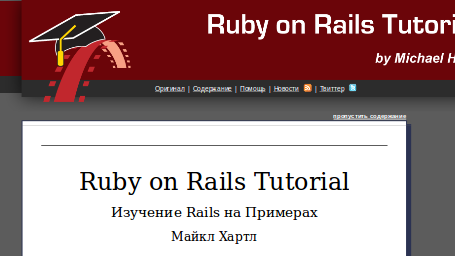 Ruby on Rails Tutori
by Michael H
Оригинал | Содержание | Помощь | Новости | Твиттер
пропустить содержание
Ruby on Rails Tutorial
Изучение Rails на Примерах
Майкл Хартл